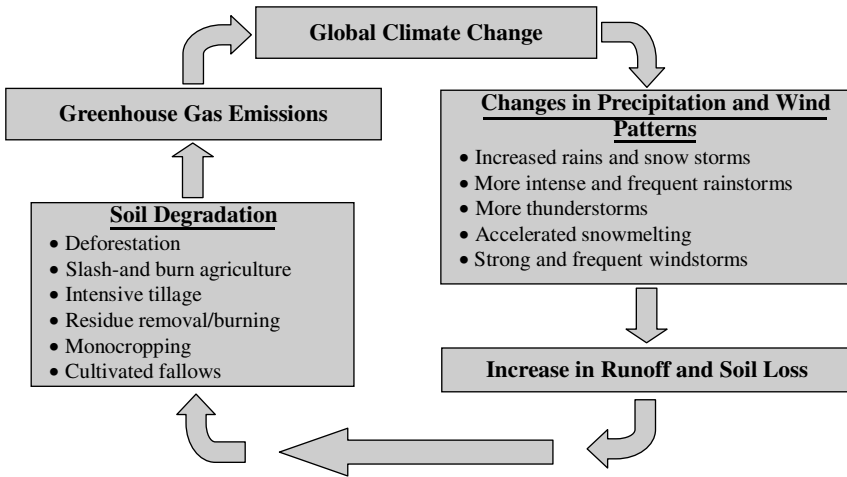 Global Climate Change
Greenhouse Gas Emissions
Changes in Precipitation and Wind
Patterns
• Increased rains and snow storms
• More intense and frequent rainstorms
• More thunderstorms
• Accelerated snowmelting
• Strong and frequent windstorms
Soil Degradation
• Deforestation
• Slash-and burn agriculture
• Intensive tillage
• Residue removal/burning
• Monocropping
• Cultivated fallows
Increase in Runoff and Soil Loss